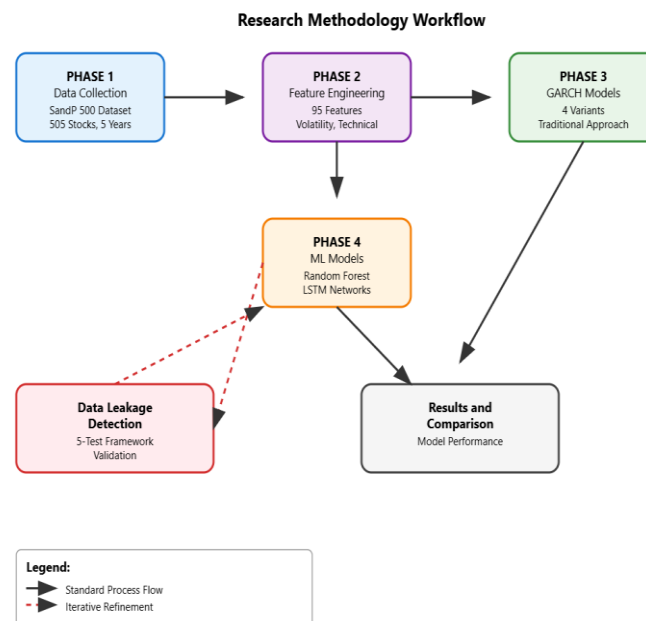 Research Methodology Workflow
PHASE 1
Data Collection
SandP 500 Dataset
505 Stocks, 5 Years
PHASE 2
Feature Engineering
95 Features
Volatility, Technical
PHASE 3
GARCH Models
4 Variants
Traditional Approach
PHASE 4
ML Models
Random Forest
LSTM Networks
Data Leakage
Detection
5-Test Framework
Validation
Results and
Comparison
Model Performance
Legend:
Standard Process Flow
Iterative Refinement